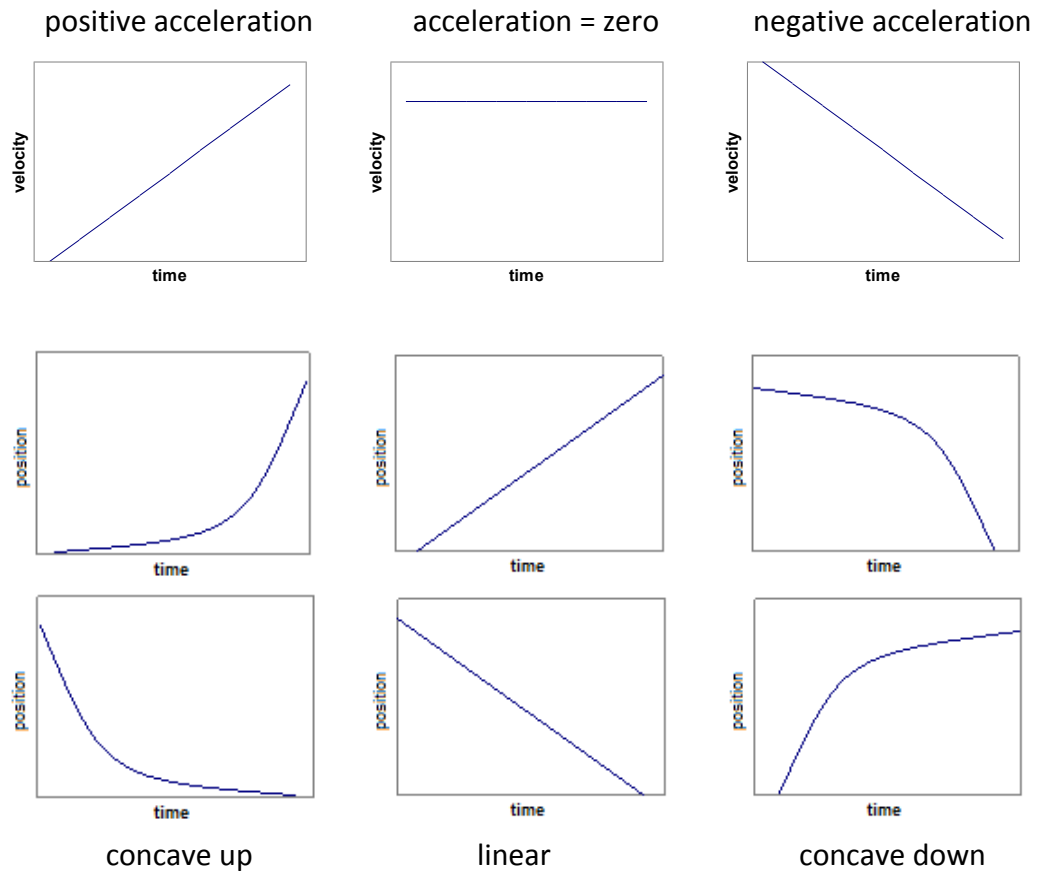 positive acceleration
acceleration = zero
negative acceleration
velocity
time
velocity
time
velocity
time
position
time
position
time
position
time
position
time
position
time
position
time
concave up
linear
concave down